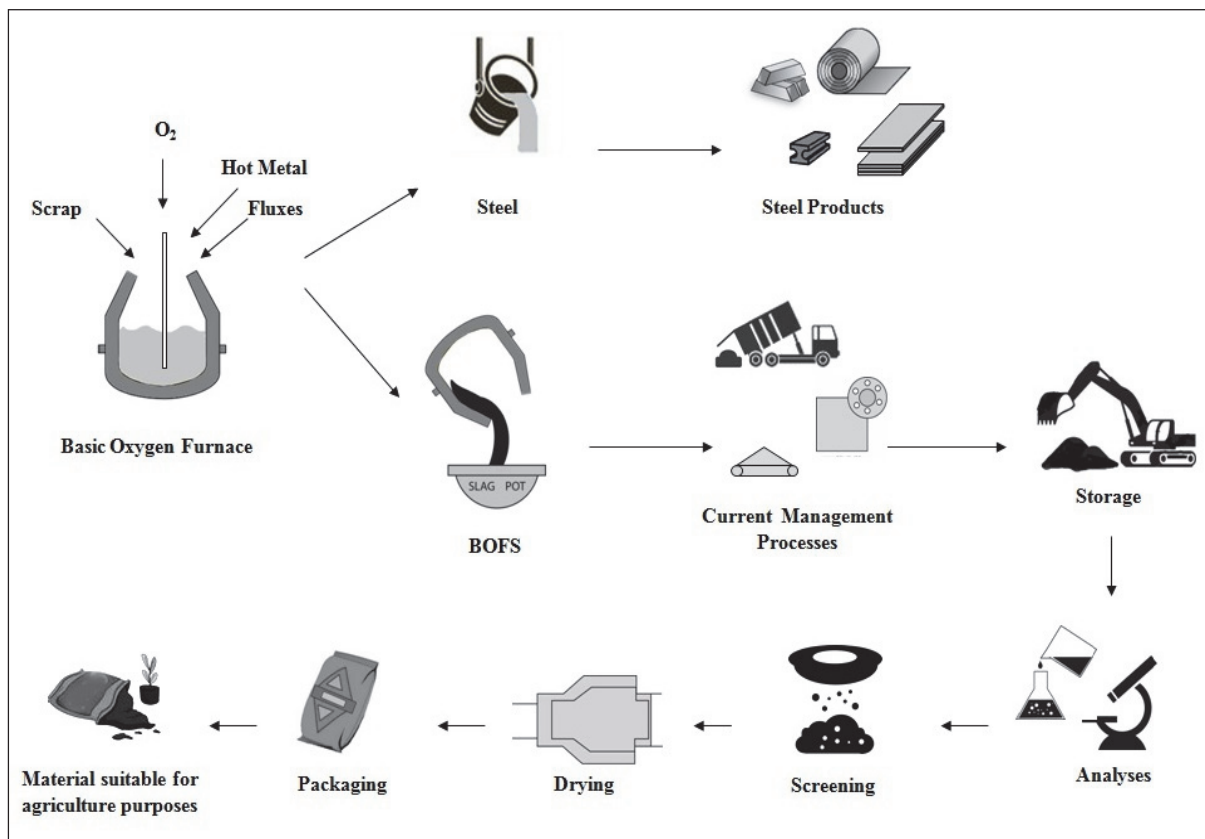 O₂
Hot Metal
Scrap
Fluxes
Basic Oxygen Furnace
Steel
Steel Products
SLAG POT
BOFS
Current Management
Processes
Storage
Analyses
Screening
Drying
Packaging
Material suitable for
agriculture purposes